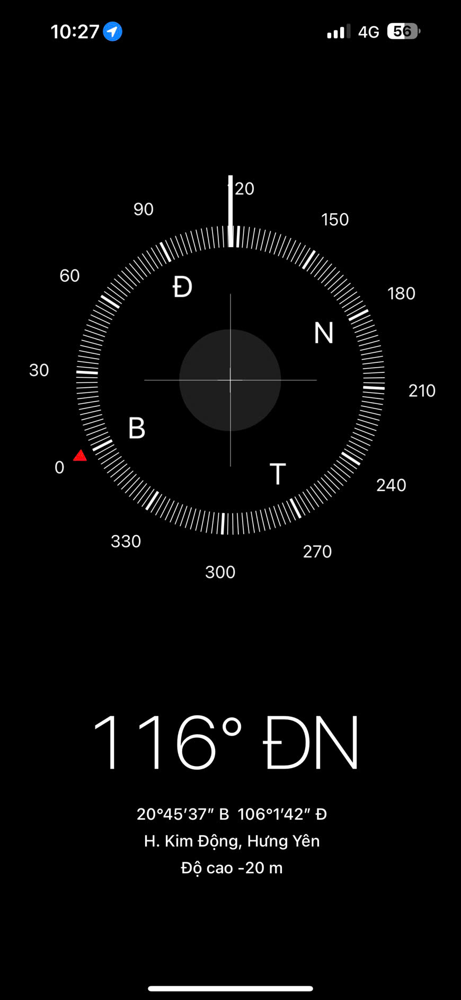 10:27 4G 56
20
90
150
60
180
Đ
N
30
210
B
0
T
240
330
270
300
116° ĐN
20°45’37” B 106°1’42” Đ
H. Kim Động, Hưng Yên
Độ cao -20 m